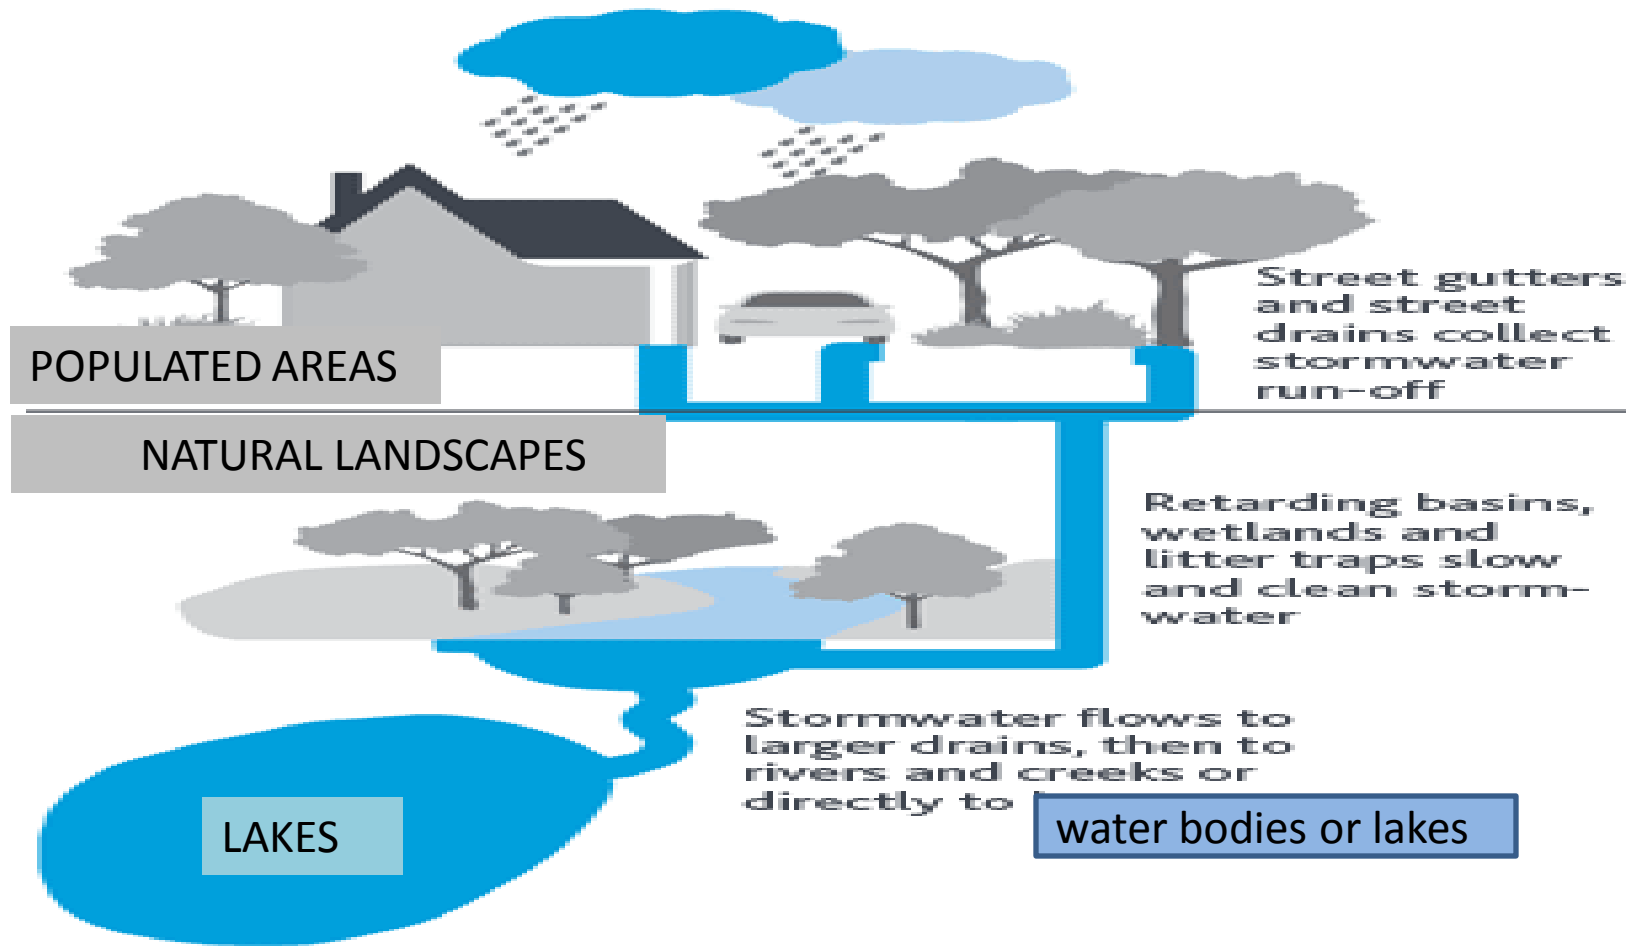 Street gutters
and street
drains collect
stormwater
run-off
POPULATED AREAS
NATURAL LANDSCAPES
Retarding basins,
wetlands and
litter traps slow
and clean storm-
water
Stormwater flows to
larger drains, then to
rivers and creeks or
directly to
water bodies or lakes
LAKES